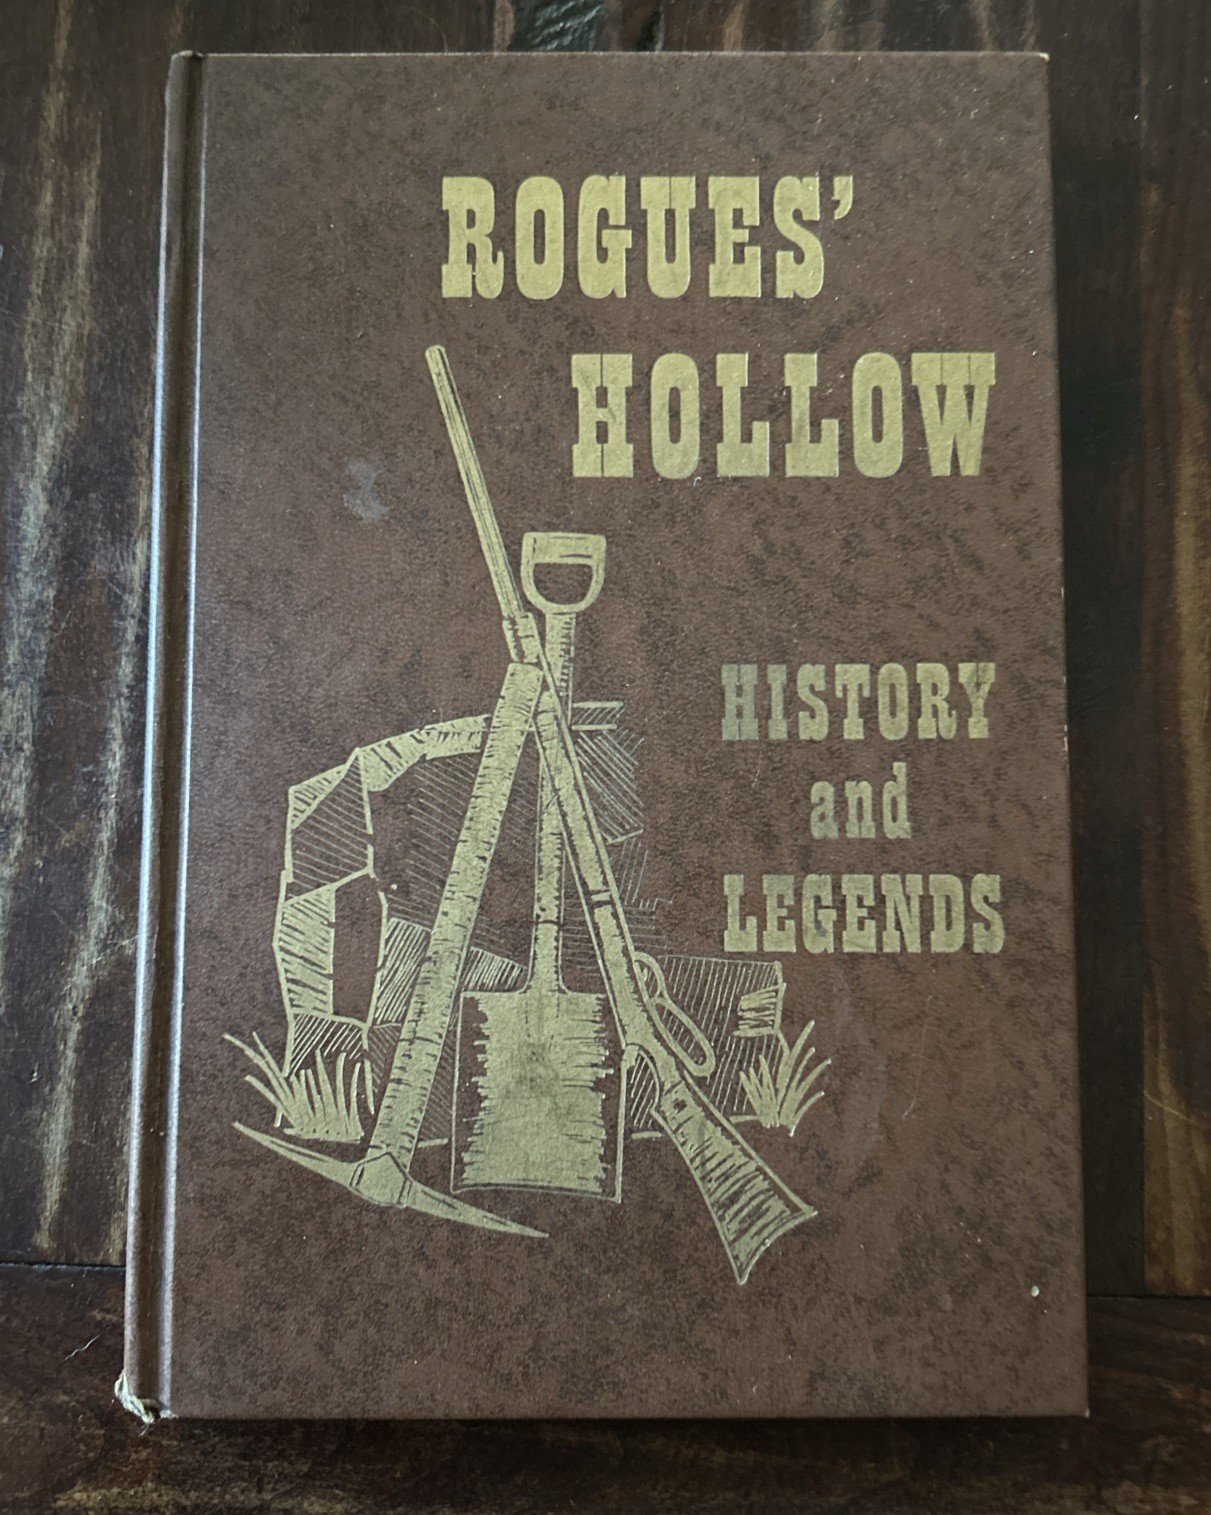 ROGUES’
HOLLOW
HISTORY
and
LEGENDS